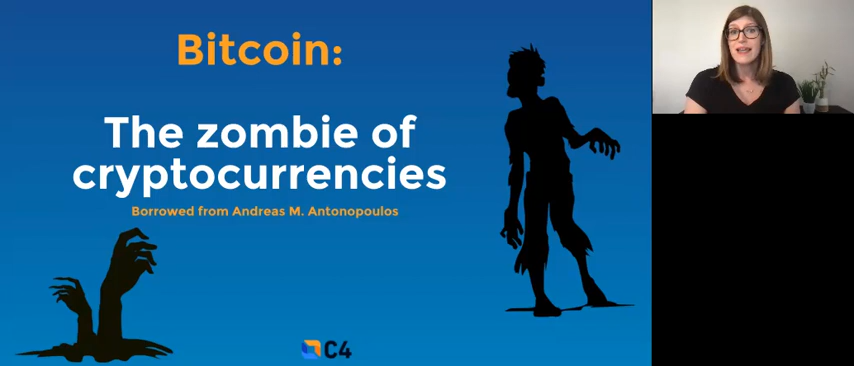 Bitcoin:
The zombie of
cryptocurrencies
Borrowed from Andreas M. Antonopoulos
C4